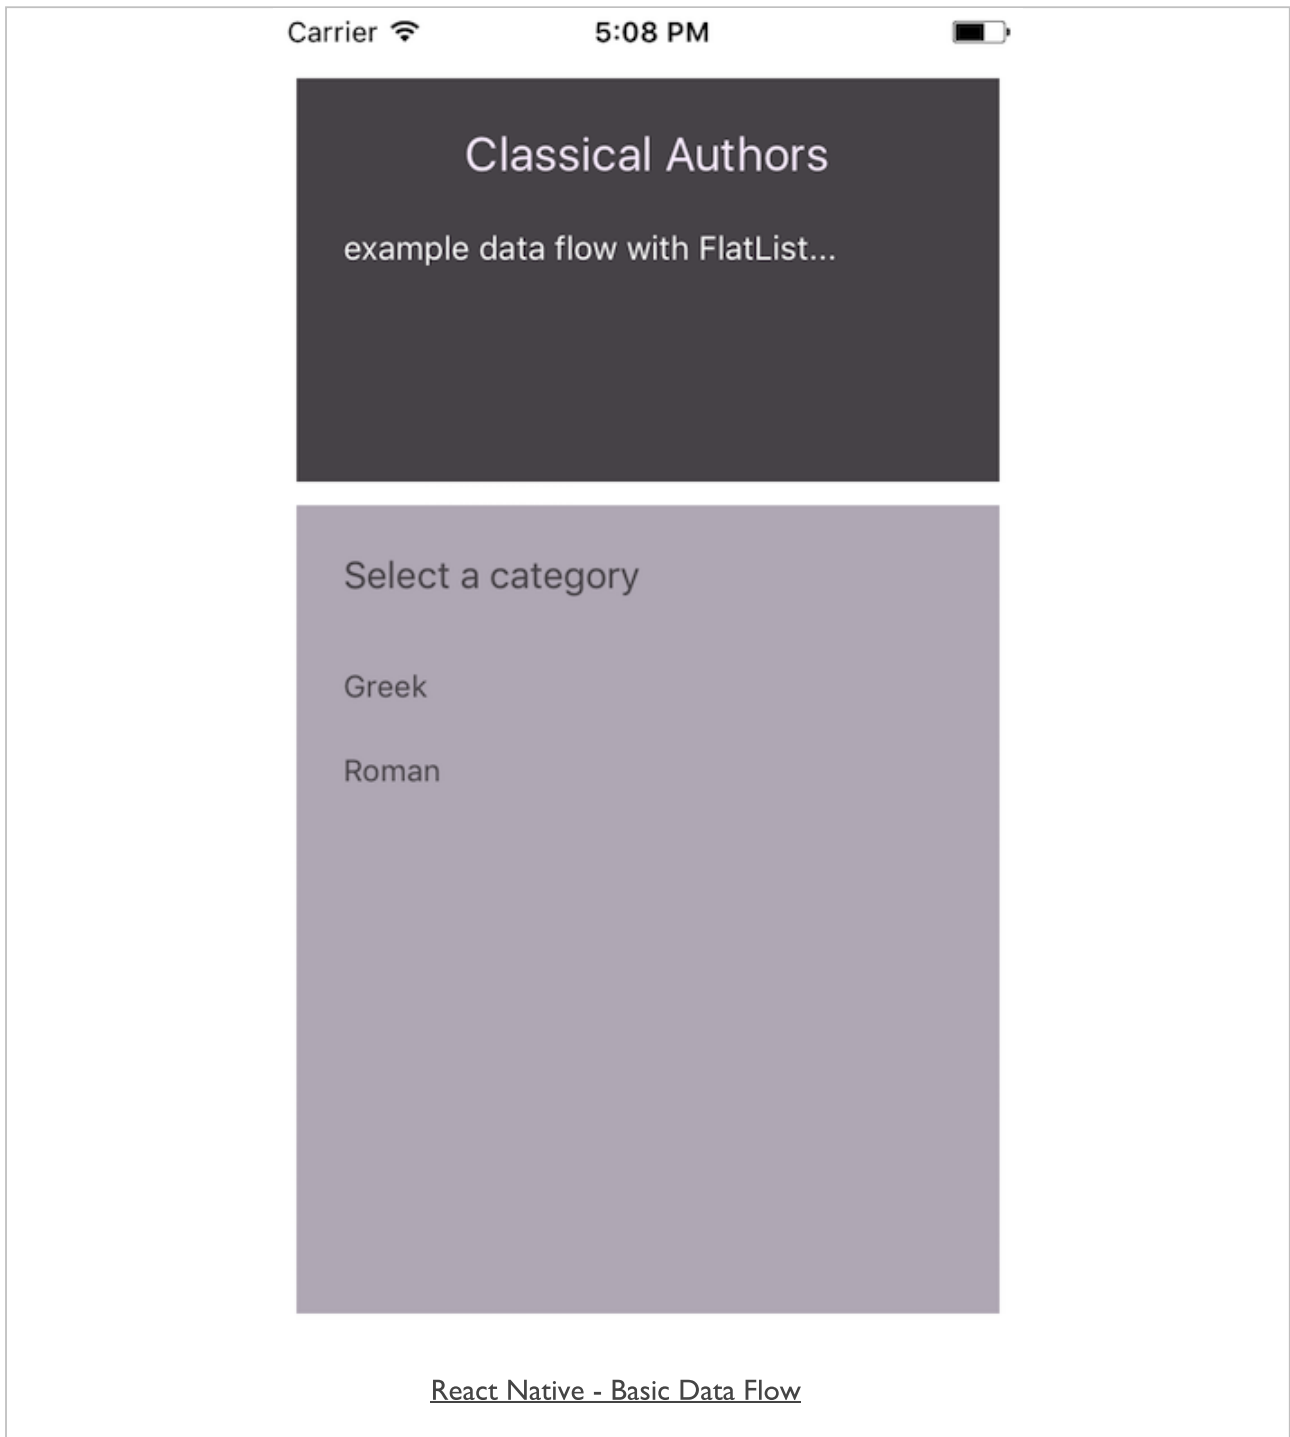 Carrier 5:08 PM
Classical Authors
example data flow with FlatList...
Select a category
Greek
Roman
React Native - Basic Data Flow